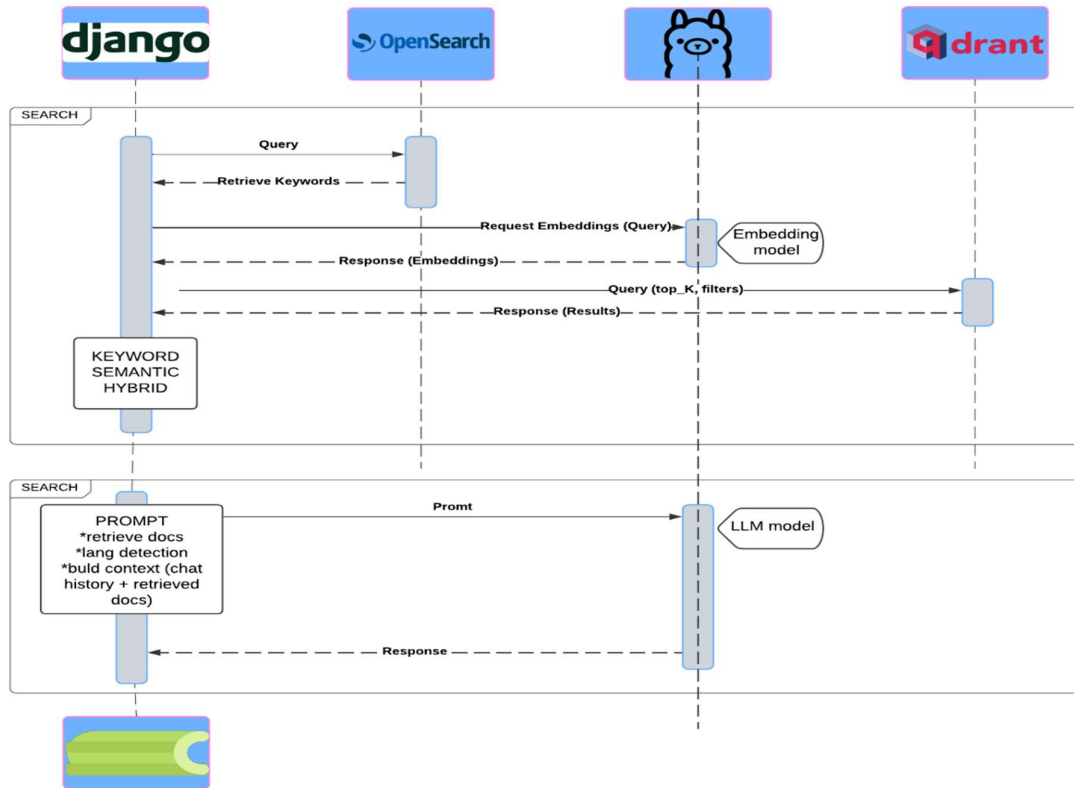 django
OpenSearch
qdrant
SEARCH
Query
Retrieve Keywords
Request Embeddings (Query)
Embedding
model
Response (Embeddings)
Query (top_K, filters)
Response (Results)
KEYWORD
SEMANTIC
HYBRID
SEARCH
PROMPT
*retrieve docs
*lang detection
*buld context (chat
history + retrieved
docs)
Promt
LLM model
Response